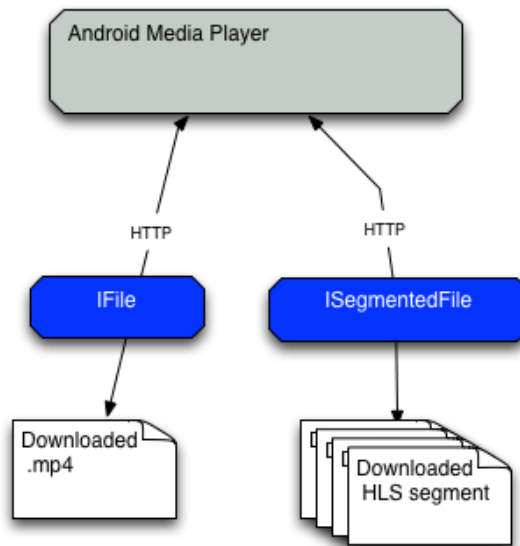 Android Media Player
HTTP
HTTP
IFile
ISegmentedFile
Downloaded
.mp4
Downloaded
HLS segment